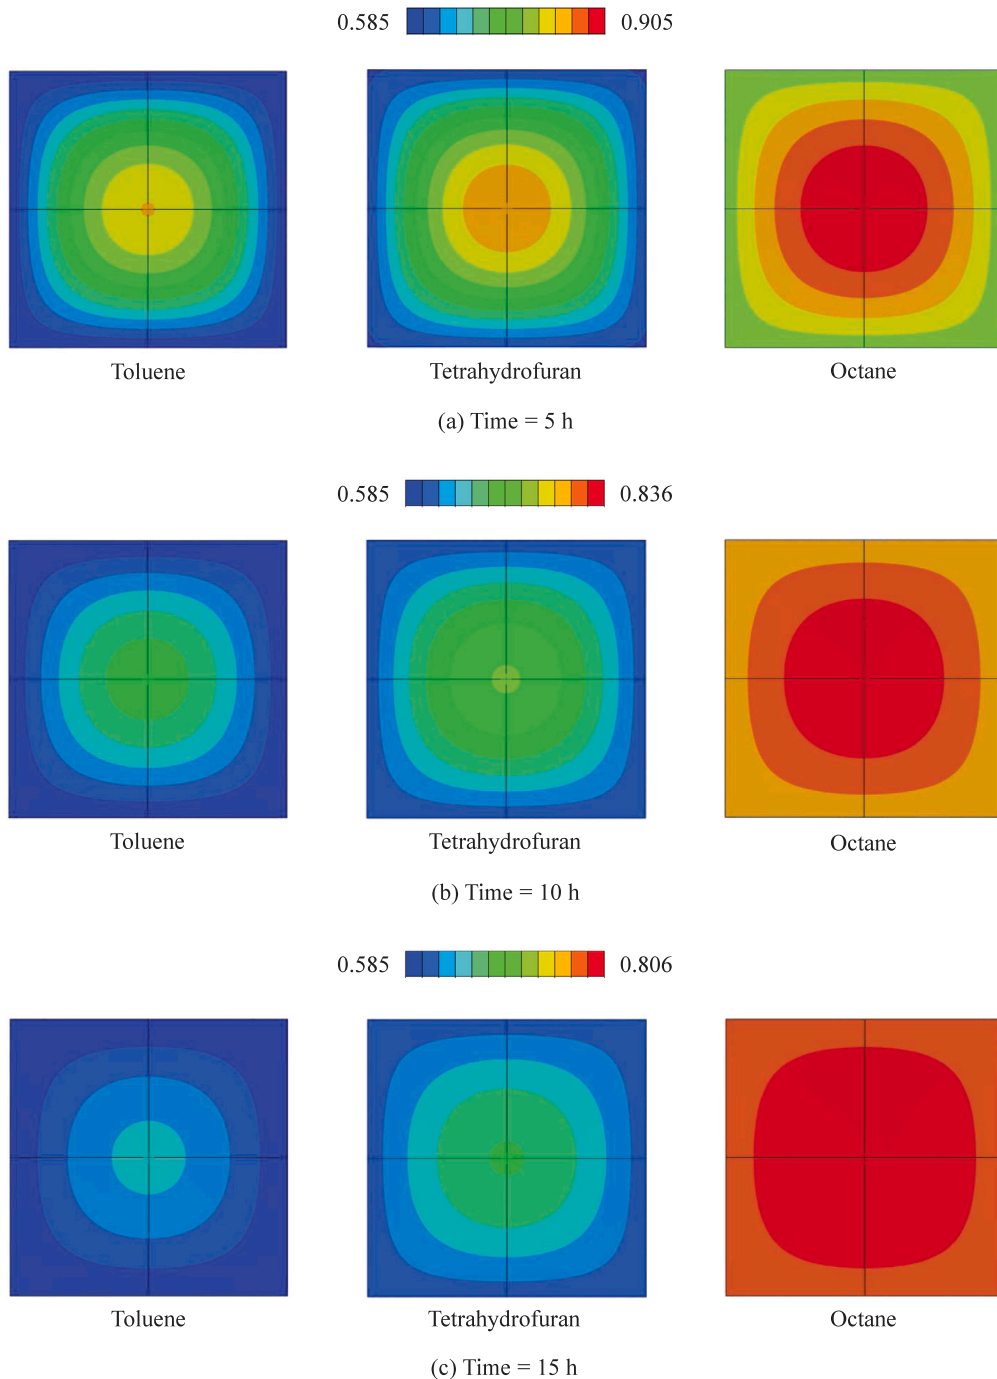 0.585 0.905
Toluene Tetrahydrofuran Octane
(a) Time = 5 h
0.585 0.836
Toluene Tetrahydrofuran Octane
(b) Time = 10 h
0.585 0.806
Toluene Tetrahydrofuran Octane
(c) Time = 15 h